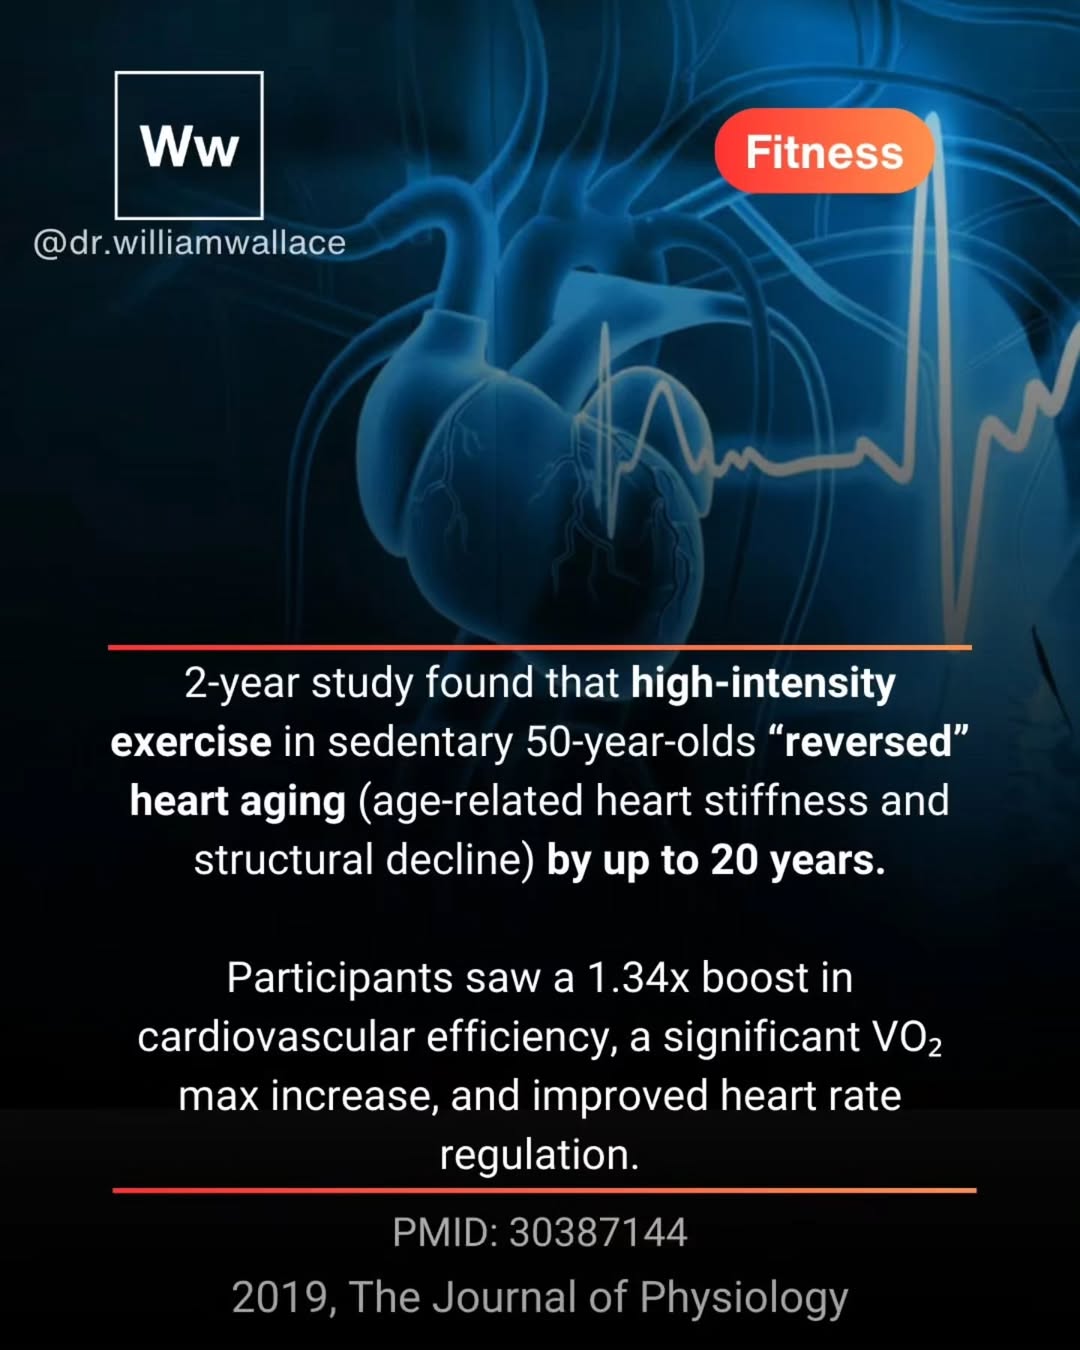 Ww
@dr.williamwallace
Fitness
2-year study found that high-intensity
exercise in sedentary 50-year-olds “reversed”
heart aging (age-related heart stiffness and
structural decline) by up to 20 years.
Participants saw a 1.34x boost in
cardiovascular efficiency, a significant VO₂
max increase, and improved heart rate
regulation.
PMID: 30387144
2019, The Journal of Physiology